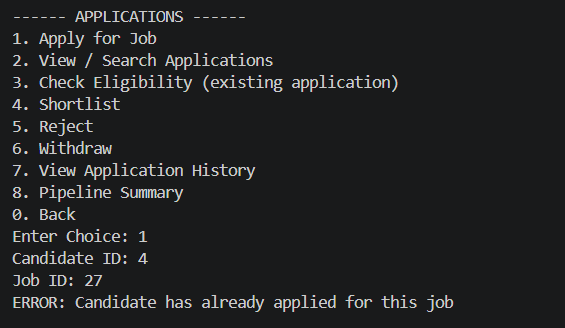 ------ APPLICATIONS ------
1. Apply for Job
2. View / Search Applications
3. Check Eligibility (existing application)
4. Shortlist
5. Reject
6. Withdraw
7. View Application History
8. Pipeline Summary
0. Back
Enter Choice: 1
Candidate ID: 4
Job ID: 27
ERROR: Candidate has already applied for this job